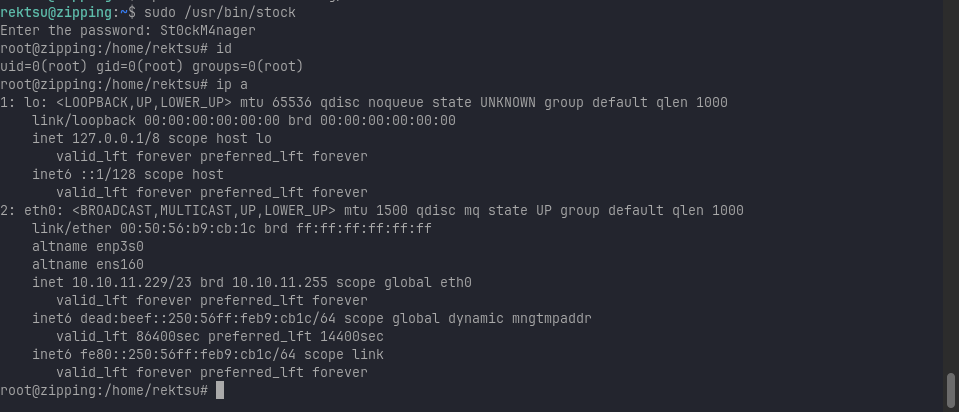 rektsu@zipping:~$ sudo /usr/bin/stock
Enter the password: St0ckM4nager
root@zipping:/home/rektsu# id
uid=0(root) gid=0(root) groups=0(root)
root@zipping:/home/rektsu# ip a
1: lo: <LOOPBACK,UP,LOWER_UP> mtu 65536 qdisc noqueue state UNKNOWN group default qlen 1000
    link/loopback 00:00:00:00:00:00 brd 00:00:00:00:00:00
    inet 127.0.0.1/8 scope host lo
       valid_lft forever preferred_lft forever
    inet6 ::1/128 scope host
       valid_lft forever preferred_lft forever
2: eth0: <BROADCAST,MULTICAST,UP,LOWER_UP> mtu 1500 qdisc mq state UP group default qlen 1000
    link/ether 00:50:56:b9:cb:1c brd ff:ff:ff:ff:ff:ff
    altname enp3s0
    altname ens160
    inet 10.10.11.229/23 brd 10.10.11.255 scope global eth0
       valid_lft forever preferred_lft forever
    inet6 dead:beef::250:56ff:feb9:cb1c/64 scope global dynamic mngtmpaddr
       valid_lft 86400sec preferred_lft 14400sec
    inet6 fe80::250:56ff:feb9:cb1c/64 scope link
       valid_lft forever preferred_lft forever
root@zipping:/home/rektsu#